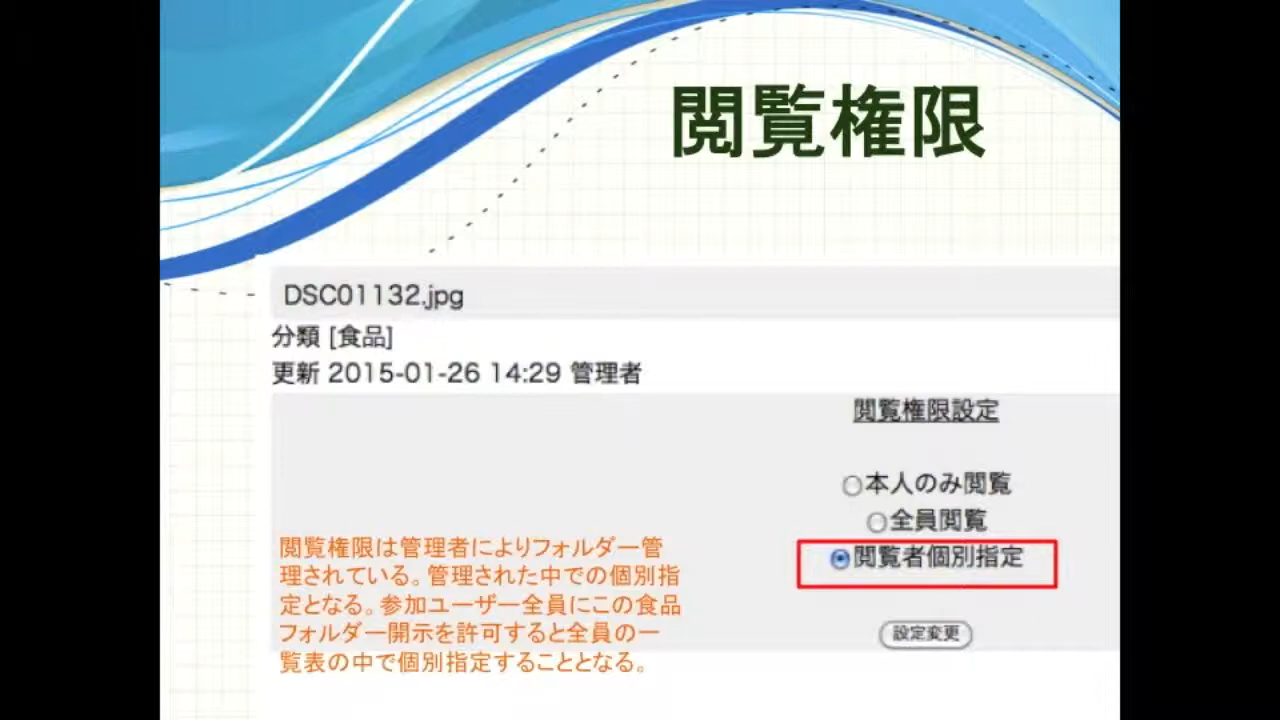 閲覧権限
DSC01132.jpg
分類 [食品]
更新 2015-01-26 14:29 管理者
閲覧権限設定
本人のみ閲覧
全員閲覧
閲覧者個別指定
設定変更
閲覧権限は管理者によりフォルダー管
理されている。管理された中での個別指
定となる。参加ユーザー全員にこの食品
フォルダー開示を許可すると全員の一
覧表の中で個別指定することとなる。